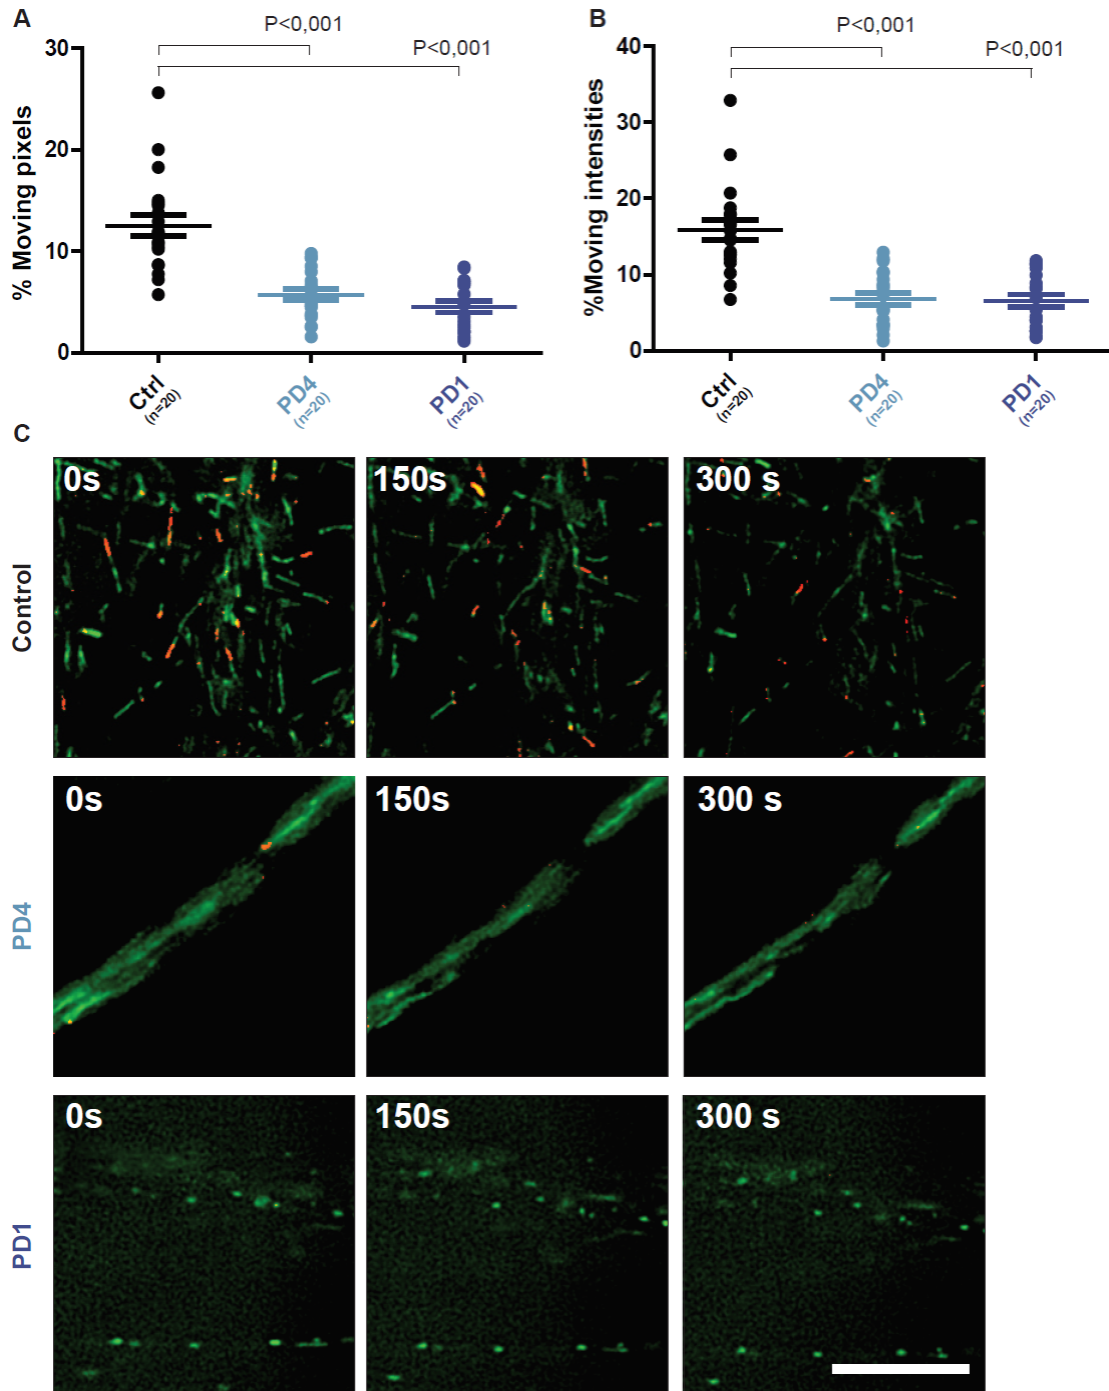 A
P<0,001
P<0,001
% Moving pixels
30
20
10
0
Ctrl
(n=20)
PD4
(n=20)
PD1
(n=20)
B
P<0,001
P<0,001
%Moving intensities
40
30
20
10
0
Ctrl
(n=20)
PD4
(n=20)
PD1
(n=20)
C
Control
0s
150s
300 s
PD4
0s
150s
300 s
PD1
0s
150s
300 s